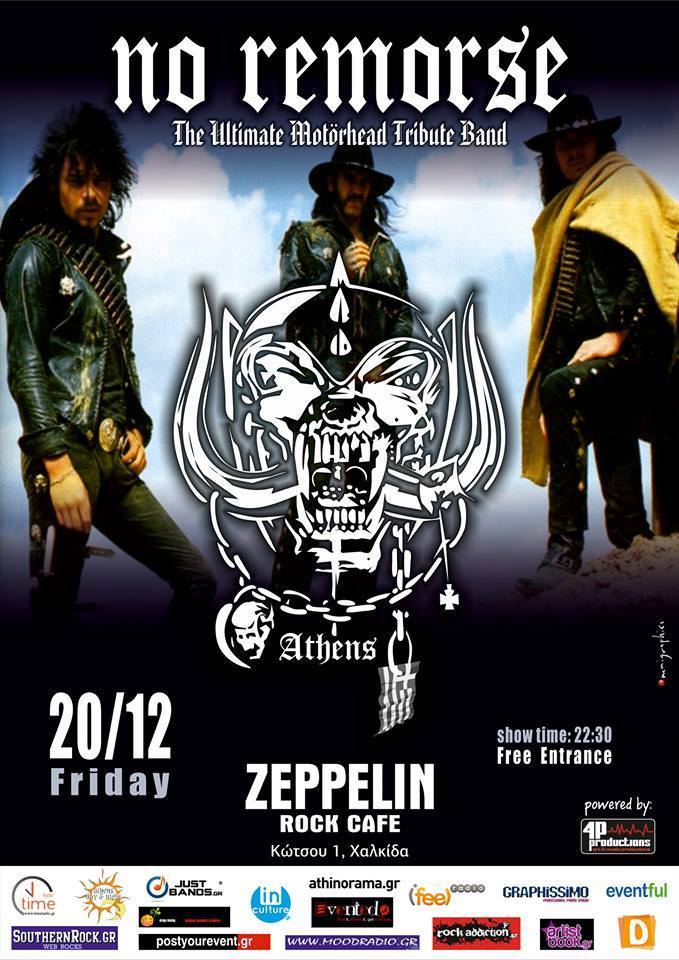 no remorse
The Ultimate Motörhead Tribute Band
Athens
20/12
Friday
show time: 22:30
Free Entrance
ZEPPELIN
ROCK CAFE
Κώτσου 1, Χαλκίδα
powered by:
4P
productions
time
JUST
BANDS.GR
in
culture
athinorama.gr
Evented
feel radio
GRAPHISSIMO
eventful
SOUTHERNROCK.GR
WEB ROCKS
postyourevent.gr
WWW.MOODRADIO.GR
rock addiction.gr
artist
book.gr
D